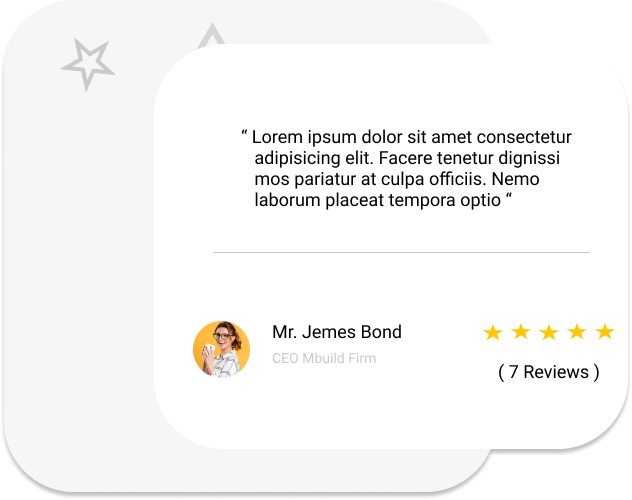 “ Lorem ipsum dolor sit amet consectetur
adipisicing elit. Facere tenetur dignissi
mos pariatur at culpa officiis. Nemo
laborum placeat tempora optio “
Mr. Jemes Bond
CEO Mbuild Firm
( 7 Reviews )